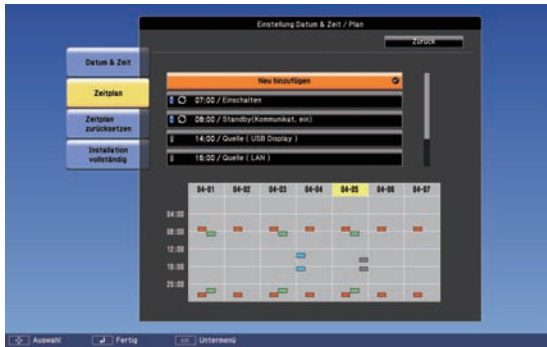 Einstellung Datum & Zeit / Plan
Zurück
Datum & Zeit
Zeitplan
Zeitplan
zurücksetzen
Installation
vollständig
Neu hinzufügen
07:00 / Einschalten
08:00 / Standby(Kommunikat. ein)
14:00 / Quelle ( USB Display )
16:00 / Quelle ( LAN )
04-01 04-02 04-03 04-04 04-05 04-06 04-07
04:00
08:00
12:00
16:00
20:00
Auswahl Fertig Untermenü